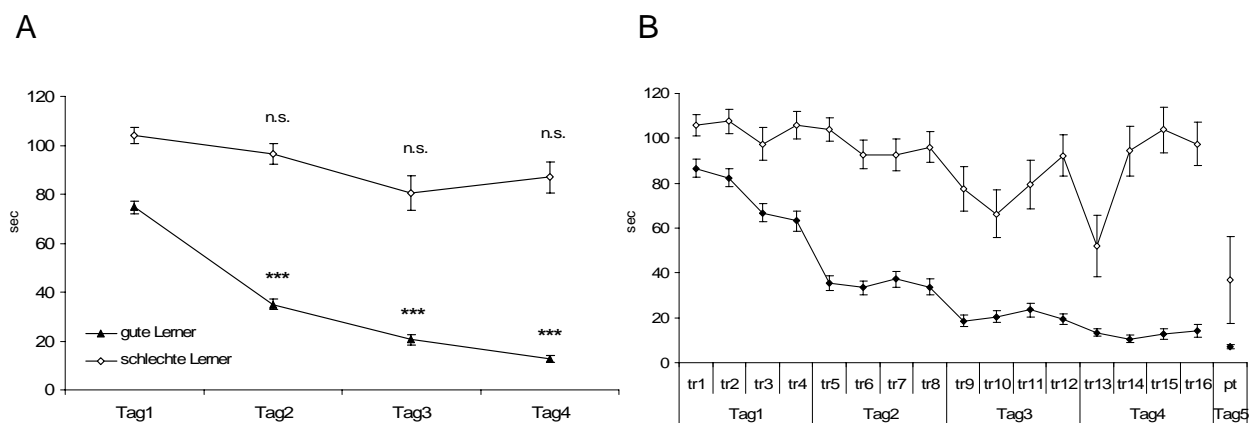 A
120
100
80
60
40
20
0
sec
n.s.
n.s.
n.s.
***
***
***
gute Lerner
schlechte Lerner
Tag1 Tag2 Tag3 Tag4
B
120
100
80
60
40
20
0
sec
tr1 tr2 tr3 tr4 tr5 tr6 tr7 tr8 tr9 tr10 tr11 tr12 tr13 tr14 tr15 tr16 pt
Tag1 Tag2 Tag3 Tag4 Tag5